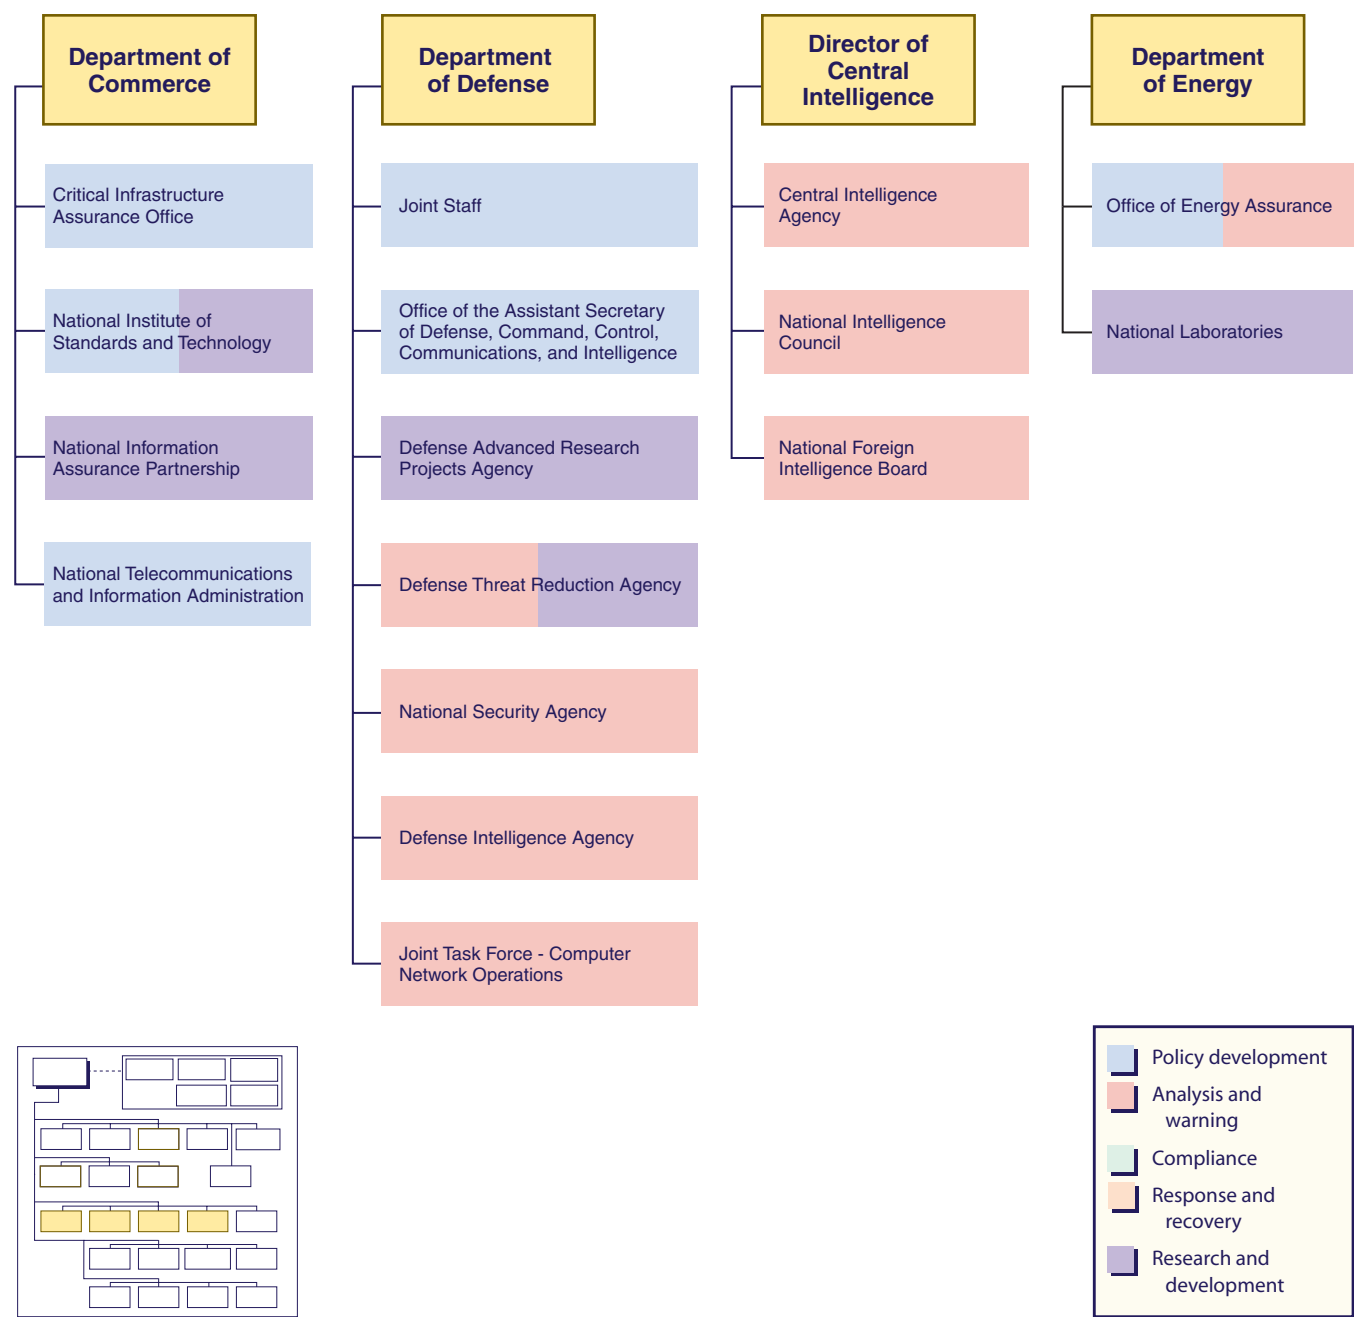 Department of
Commerce
Critical Infrastructure
Assurance Office
National Institute of
Standards and Technology
National Information
Assurance Partnership
National Telecommunications
and Information Administration
Department
of Defense
Joint Staff
Office of the Assistant Secretary
of Defense, Command, Control,
Communications, and Intelligence
Defense Advanced Research
Projects Agency
Defense Threat Reduction Agency
National Security Agency
Defense Intelligence Agency
Joint Task Force - Computer
Network Operations
Director of
Central
Intelligence
Central Intelligence
Agency
National Intelligence
Council
National Foreign
Intelligence Board
Department
of Energy
Office of Energy Assurance
National Laboratories
Policy development
Analysis and
warning
Compliance
Response and
recovery
Research and
development